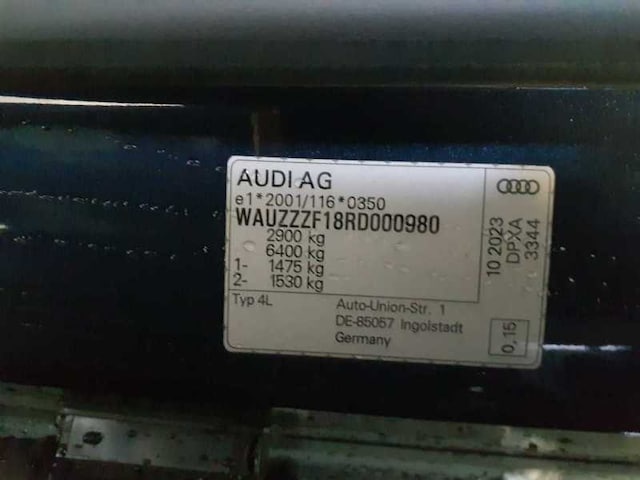 AUDI AG
e1*2001/116*0350
WAUZZZF18RD000980
2900 kg
6400 kg
1- 1475 kg
2- 1530 kg
Typ 4L
Auto-Union-Str. 1
DE-85057 Ingolstadt
Germany
10 2023
DPXA
3344
0,15